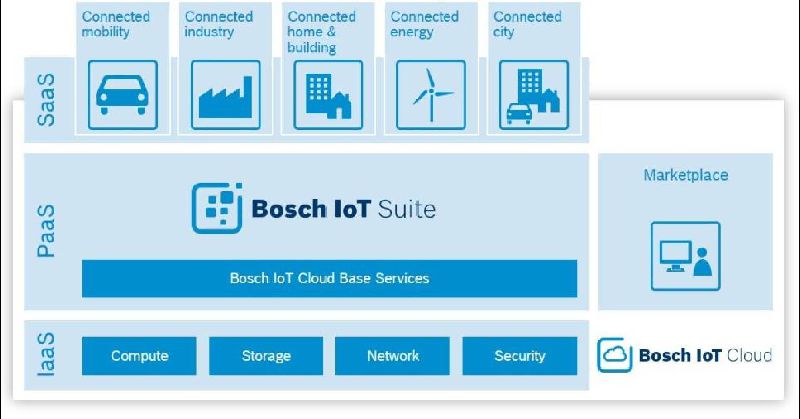 Connected
mobility
Connected
industry
Connected
home &
building
Connected
energy
Connected
city
SaaS
PaaS
Bosch IoT Suite
Bosch IoT Cloud Base Services
Marketplace
IaaS
Compute
Storage
Network
Security
Bosch IoT Cloud